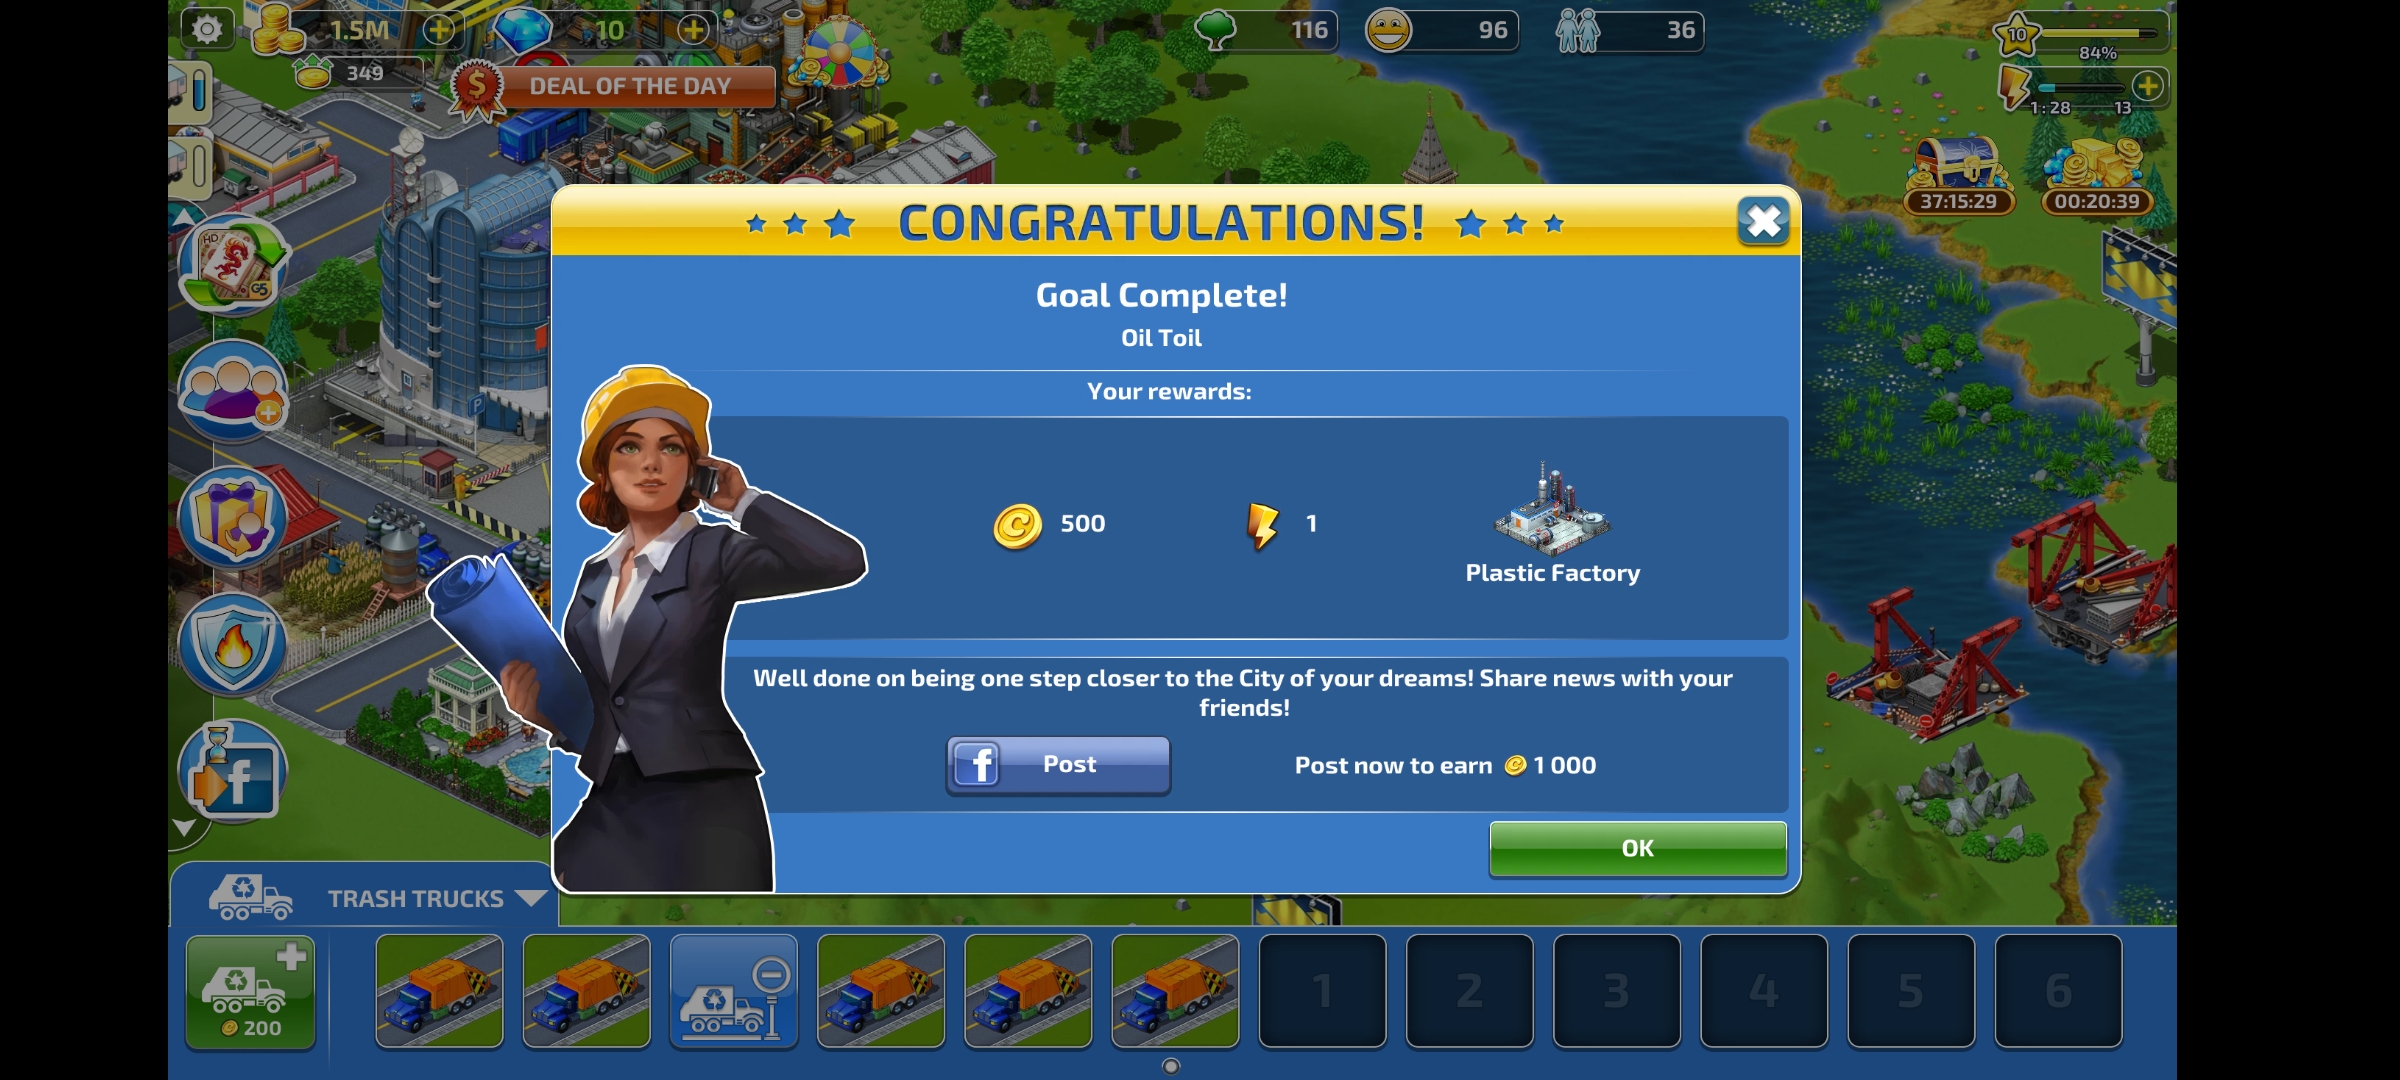 1.5M
10
116
96
36
10
84%
349
DEAL OF THE DAY
+2
1:28
13
37:15:29
00:20:39
HD
G5
P
CONGRATULATIONS!
Goal Complete!
Oil Toil
Your rewards:
500
1
Plastic Factory
Well done on being one step closer to the City of your dreams! Share news with your
friends!
f
f Post
Post now to earn 1 000
OK
TRASH TRUCKS
200
1
2
3
4
5
6